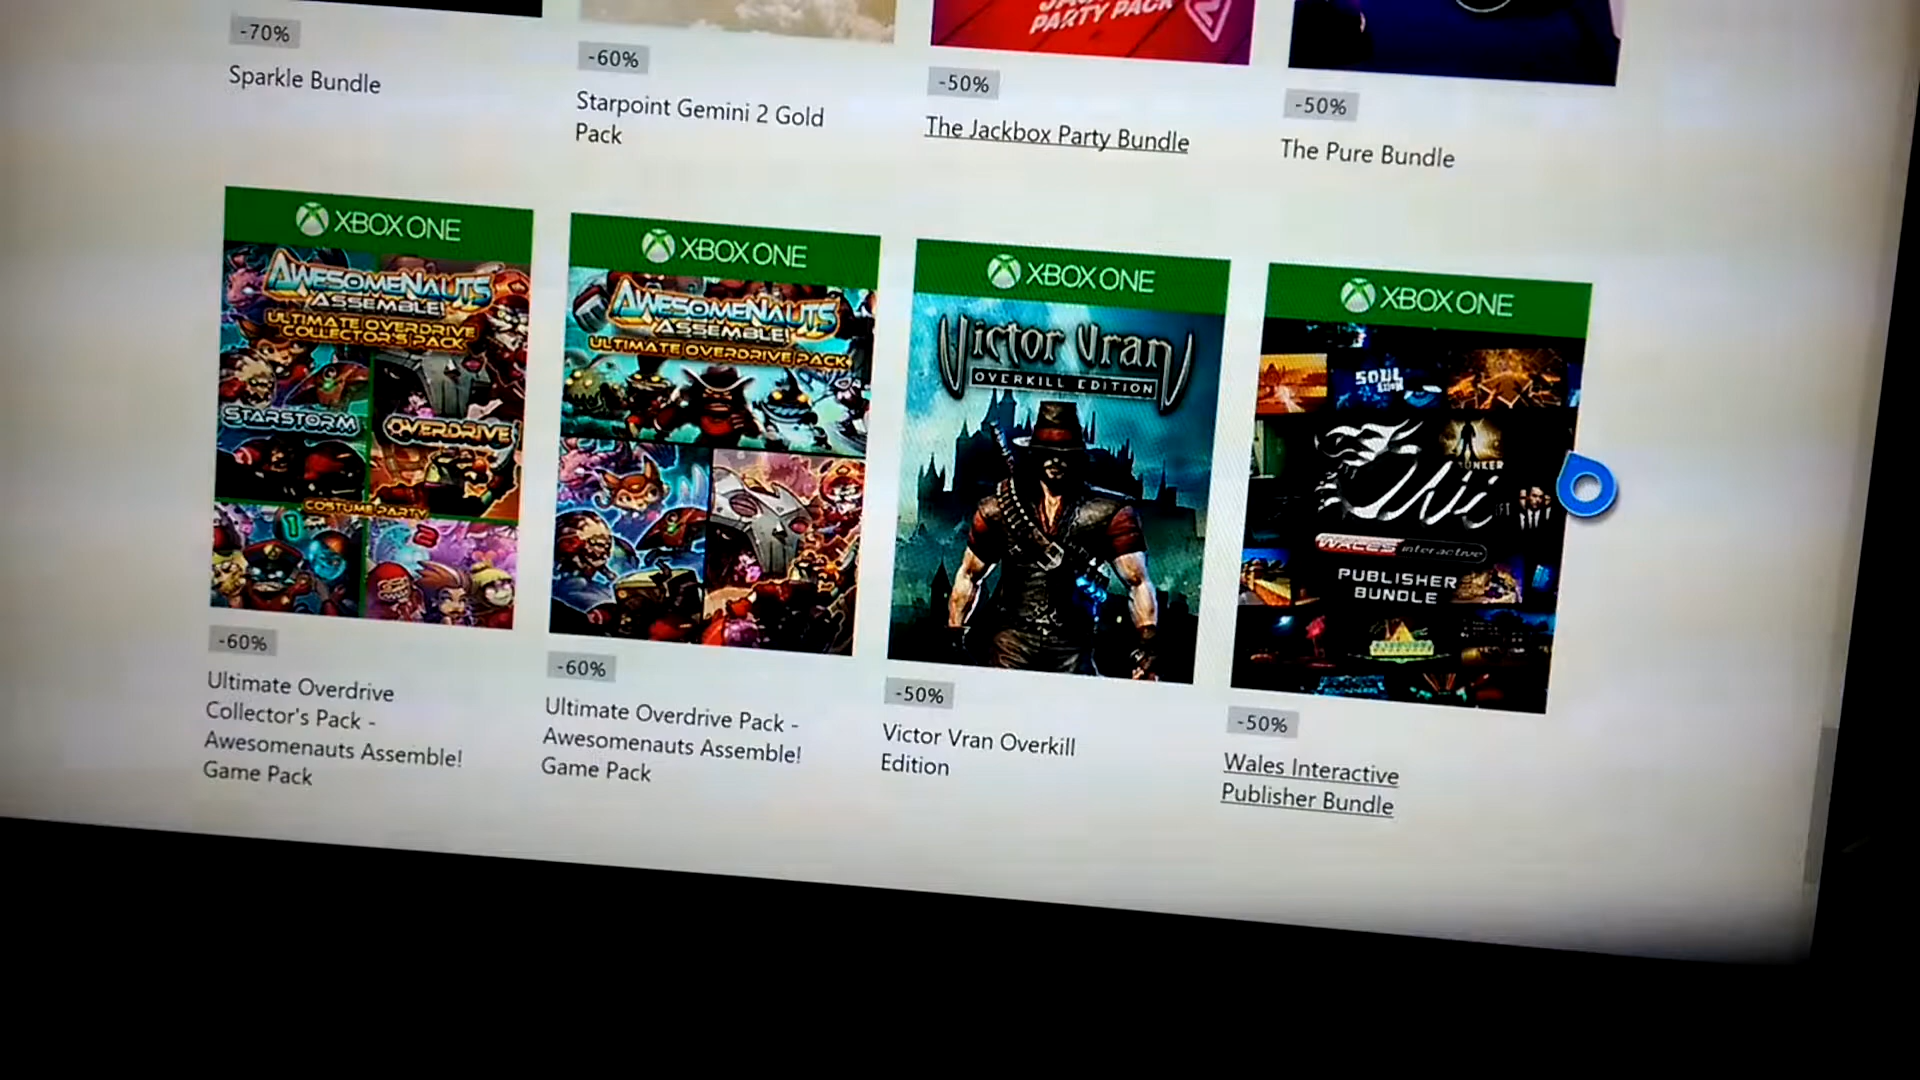 PARTY PACK
-70%
Sparkle Bundle
-60%
Starpoint Gemini 2 Gold
Pack
-50%
The Jackbox Party Bundle
-50%
The Pure Bundle
XBOX ONE
AWESOMENAUTS
ASSEMBLE!
ULTIMATE OVERDRIVE
COLLECTOR'S PACK
STARSTORM
OVERDRIVE
COSTUME PARTY
1
2
-60%
Ultimate Overdrive
Collector's Pack -
Awesomenauts Assemble!
Game Pack
XBOX ONE
AWESOMENAUTS
ASSEMBLE!
ULTIMATE OVERDRIVE PACK
-60%
Ultimate Overdrive Pack -
Awesomenauts Assemble!
Game Pack
XBOX ONE
Victor Vran
OVERKILL EDITION
-50%
Victor Vran Overkill
Edition
XBOX ONE
SOUL
WALES interactive
PUBLISHER
BUNDLE
-50%
Wales Interactive
Publisher Bundle